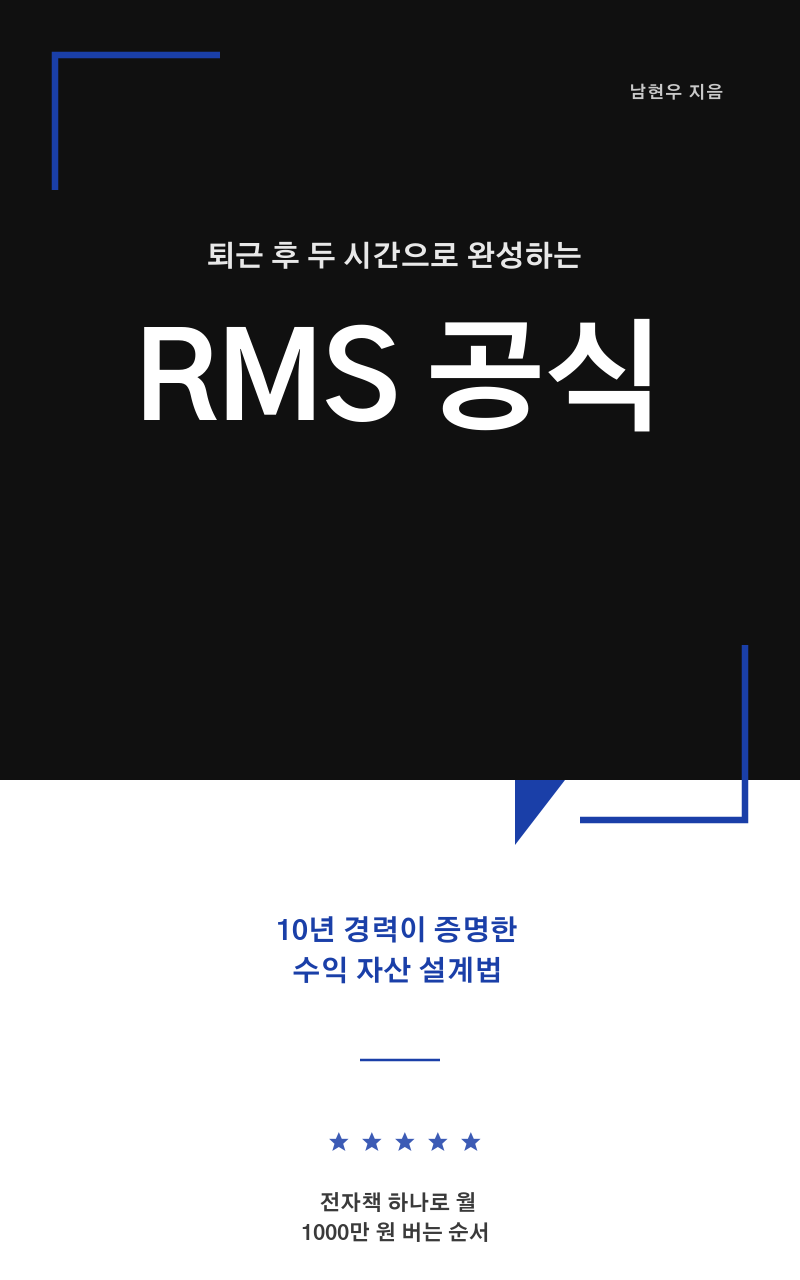 남현우 지음
퇴근 후 두 시간으로 완성하는
RMS 공식
10년 경력이 증명한
수익 자산 설계법
전자책 하나로 월
1000만 원 버는 순서